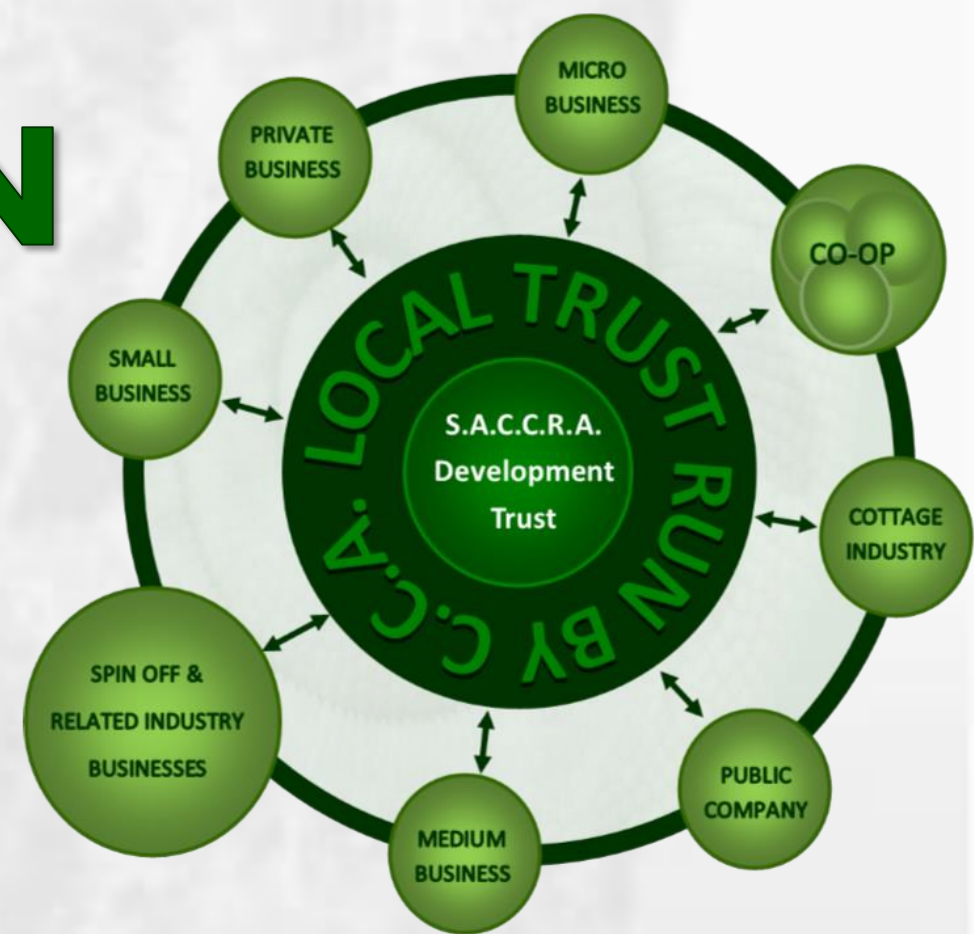 N
MICRO
BUSINESS
PRIVATE
BUSINESS
CO-OP
SMALL
BUSINESS
LOCAL TRUST RUN BY C.C.A.
S.A.C.C.R.A.
Development
Trust
COTTAGE
INDUSTRY
SPIN OFF &
RELATED INDUSTRY
BUSINESSES
PUBLIC
COMPANY
MEDIUM
BUSINESS